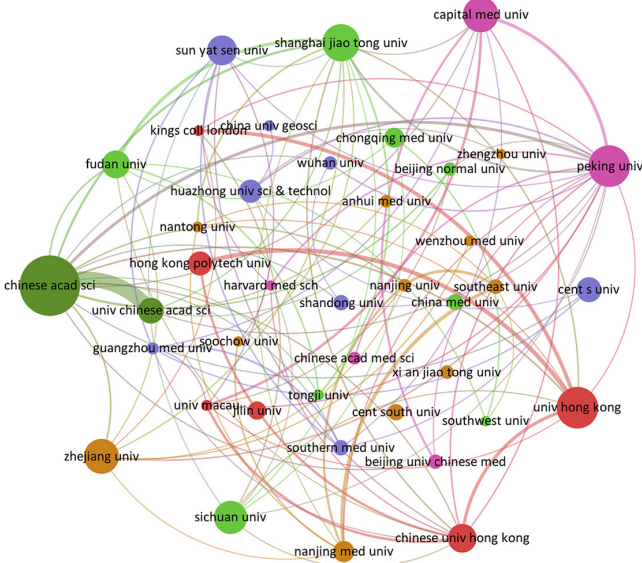 capital med univ
sun yat sen univ
shanghai jiao tong univ
kings coll london
china univ geosci
chongqing med univ
zhengzhou univ
fudan univ
wuhan univ
beijing normal univ
peking univ
huazhong univ sci & technol
anhui med univ
nantong univ
wenzhou med univ
hong kong polytech univ
chinese acad sci
harvard med sch
nanjing univ
southeast univ
cent s univ
univ chinese acad sci
shandong univ
china med univ
guangzhou med univ
soochow univ
chinese acad med sci
xi an jiao tong univ
tongji univ
univ macau
jilin univ
cent south univ
univ hong kong
southwest univ
zhejiang univ
southern med univ
beijing univ chinese med
sichuan univ
chinese univ hong kong
nanjing med univ